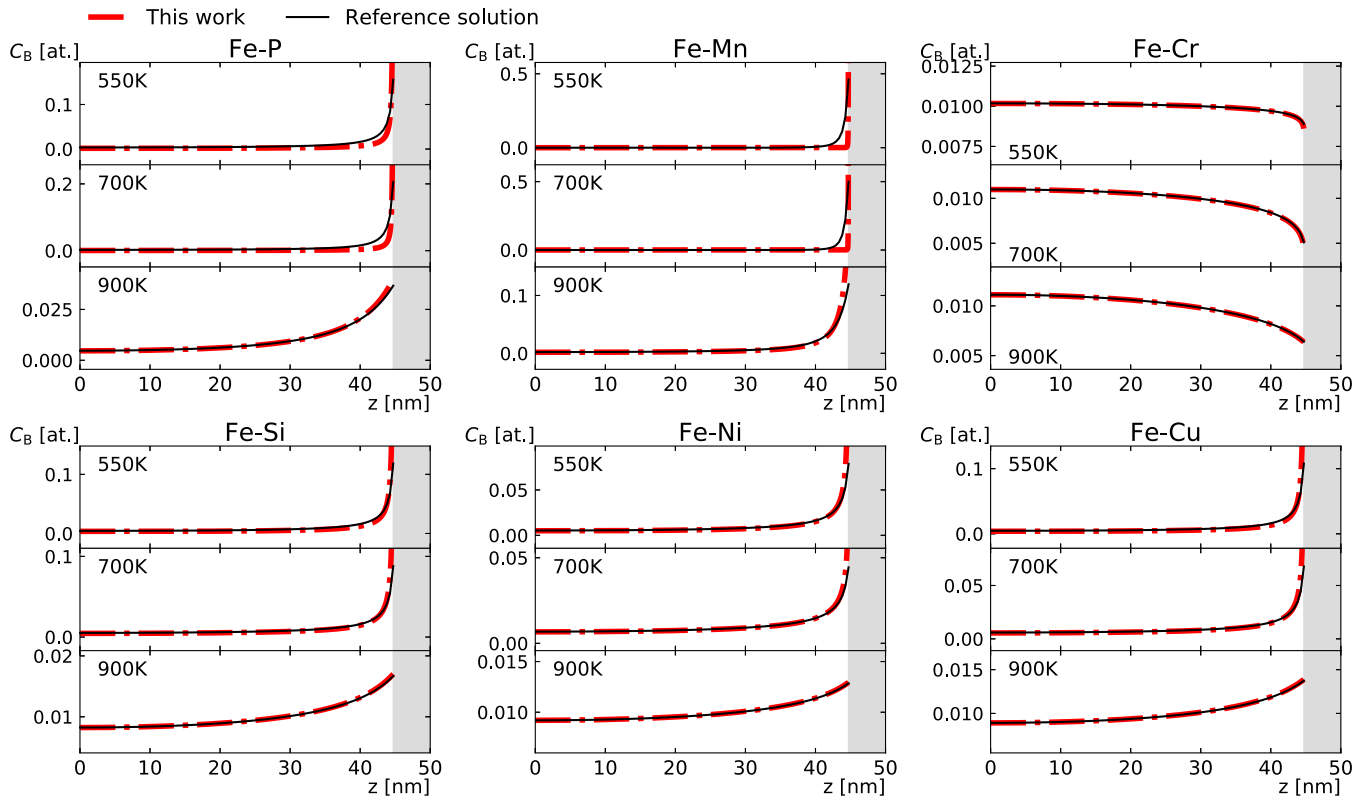 This work Reference solution
C_B [at.] Fe-P
550K
0.1
0.0
700K
0.2
0.0
900K
0.025
0.000
0 10 20 30 40 50
z [nm]
C_B [at.] Fe-Mn
0.5
550K
0.0
700K
0.5
0.0
900K
0.1
0.0
0 10 20 30 40 50
z [nm]
C_B [at.] Fe-Cr
0.0125
0.0100
0.0075
550K
0.010
0.005
700K
0.010
0.005
900K
0 10 20 30 40 50
z [nm]
C_B [at.] Fe-Si
550K
0.1
0.0
0.1
700K
0.0
0.02
900K
0.01
0 10 20 30 40 50
z [nm]
C_B [at.] Fe-Ni
550K
0.05
0.00
0.05
700K
0.00
0.015
900K
0.010
0 10 20 30 40 50
z [nm]
C_B [at.] Fe-Cu
550K
0.1
0.0
700K
0.05
0.00
900K
0.015
0.010
0 10 20 30 40 50
z [nm]